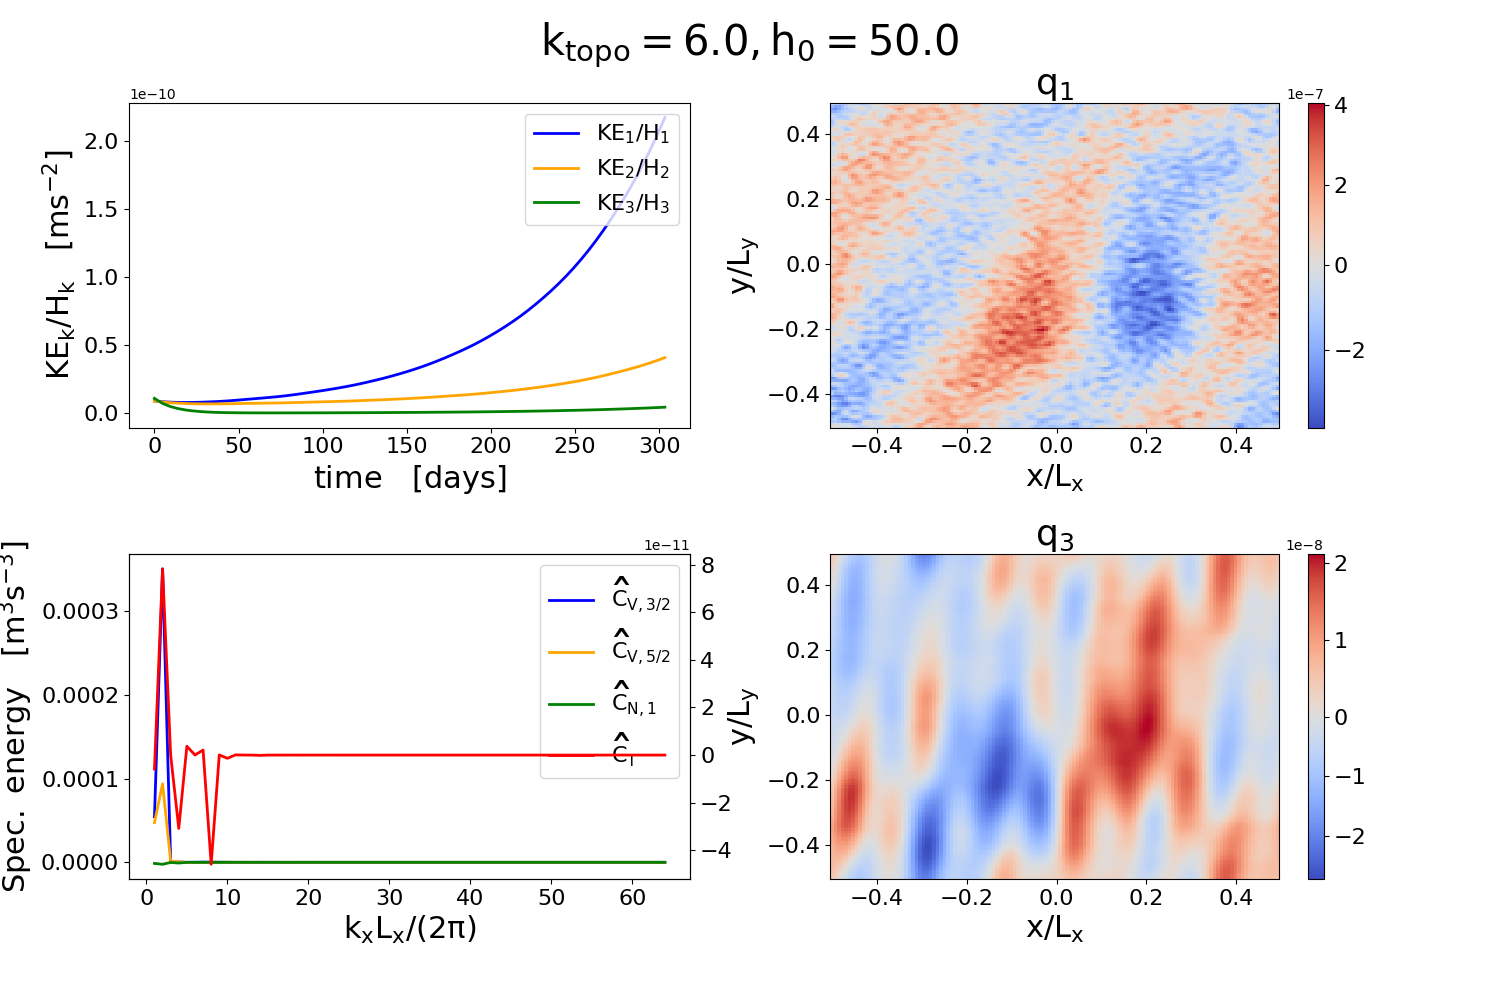 k_topo = 6.0, h_0 = 50.0
1e−10
KE_k/H_k [ms^−2]
2.0
1.5
1.0
0.5
0.0
KE_1/H_1
KE_2/H_2
KE_3/H_3
0 50 100 150 200 250 300
time [days]
q_1
1e−7
y/L_y
0.4
0.2
0.0
−0.2
−0.4
−0.4 −0.2 0.0 0.2 0.4
x/L_x
4
2
0
−2
1e−11
Spec. energy [m^3s^−3]
0.0003
0.0002
0.0001
0.0000
Ĉ_V,3/2
Ĉ_V,5/2
Ĉ_N,1
Ĉ_T
8
6
4
2
0
−2
−4
0 10 20 30 40 50 60
k_xL_x/(2π)
q_3
1e−8
y/L_y
0.4
0.2
0.0
−0.2
−0.4
−0.4 −0.2 0.0 0.2 0.4
x/L_x
2
1
0
−1
−2